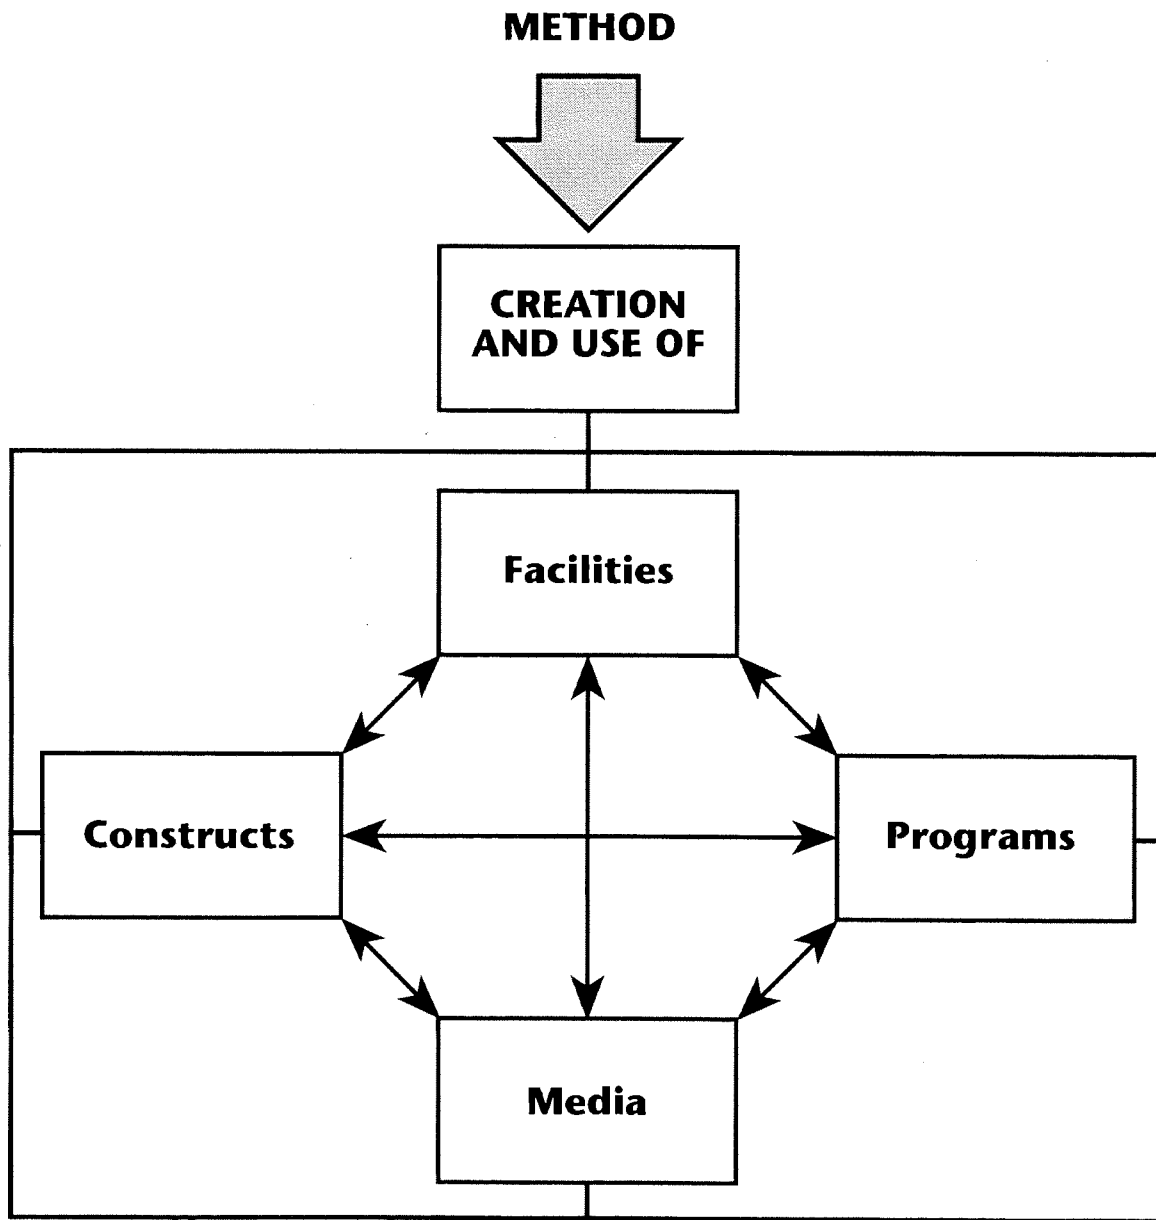 METHOD
CREATION
AND USE OF
Facilities
Constructs
Programs
Media